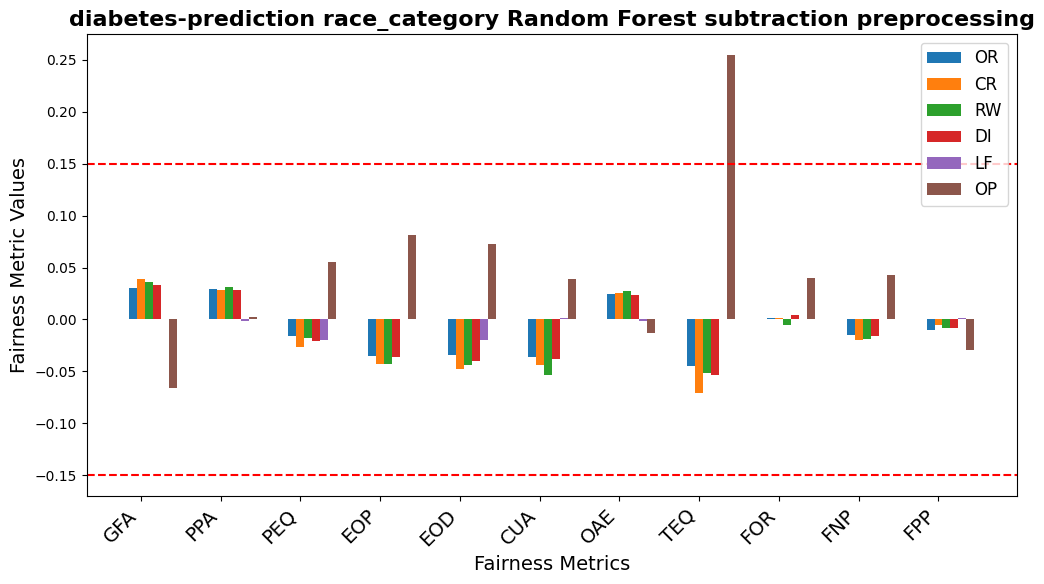 diabetes-prediction race_category Random Forest subtraction preprocessing
OR
CR
RW
DI
LF
OP
Fairness Metric Values
0.25
0.20
0.15
0.10
0.05
0.00
−0.05
−0.10
−0.15
GFA
PPA
PEQ
EOP
EOD
CUA
OAE
TEQ
FOR
FNP
FPP
Fairness Metrics